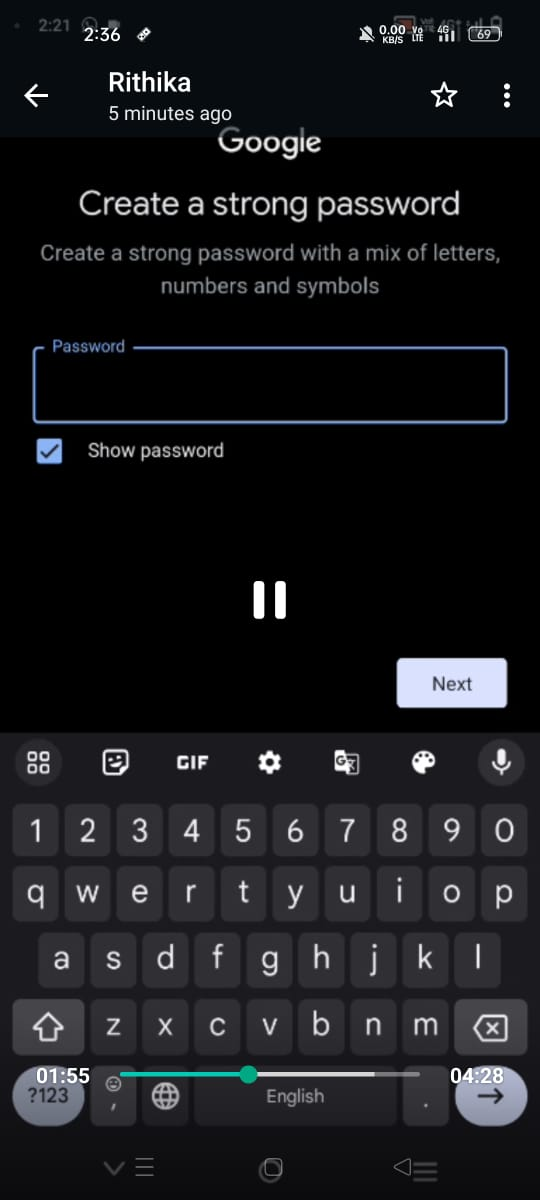 2:21
2:36
0.00 KB/S Vo LTE 4G 69
Rithika
5 minutes ago
Google
Create a strong password
Create a strong password with a mix of letters,
numbers and symbols
Password
Show password
Next
GIF
1 2 3 4 5 6 7 8 9 0
q w e r t y u i o p
a s d f g h j k l
z x c v b n m
01:55 04:28
?123 , English .